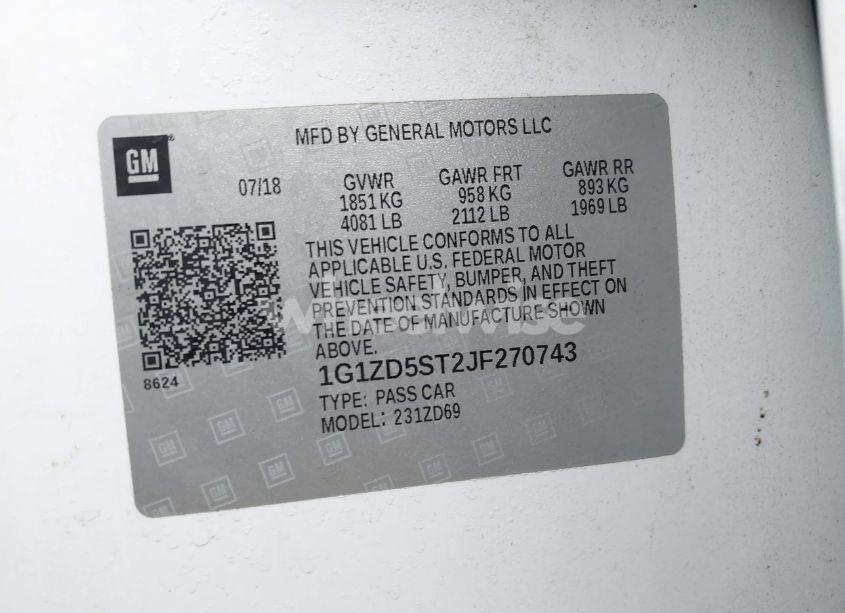 MFD BY GENERAL MOTORS LLC
GM
07/18
GVWR GAWR FRT GAWR RR
1851 KG 958 KG 893 KG
4081 LB 2112 LB 1969 LB
THIS VEHICLE CONFORMS TO ALL
APPLICABLE U.S. FEDERAL MOTOR
VEHICLE SAFETY, BUMPER, AND THEFT
PREVENTION STANDARDS IN EFFECT ON
THE DATE OF MANUFACTURE SHOWN
ABOVE.
8624
1G1ZD5ST2JF270743
TYPE: PASS CAR
MODEL: 231ZD69